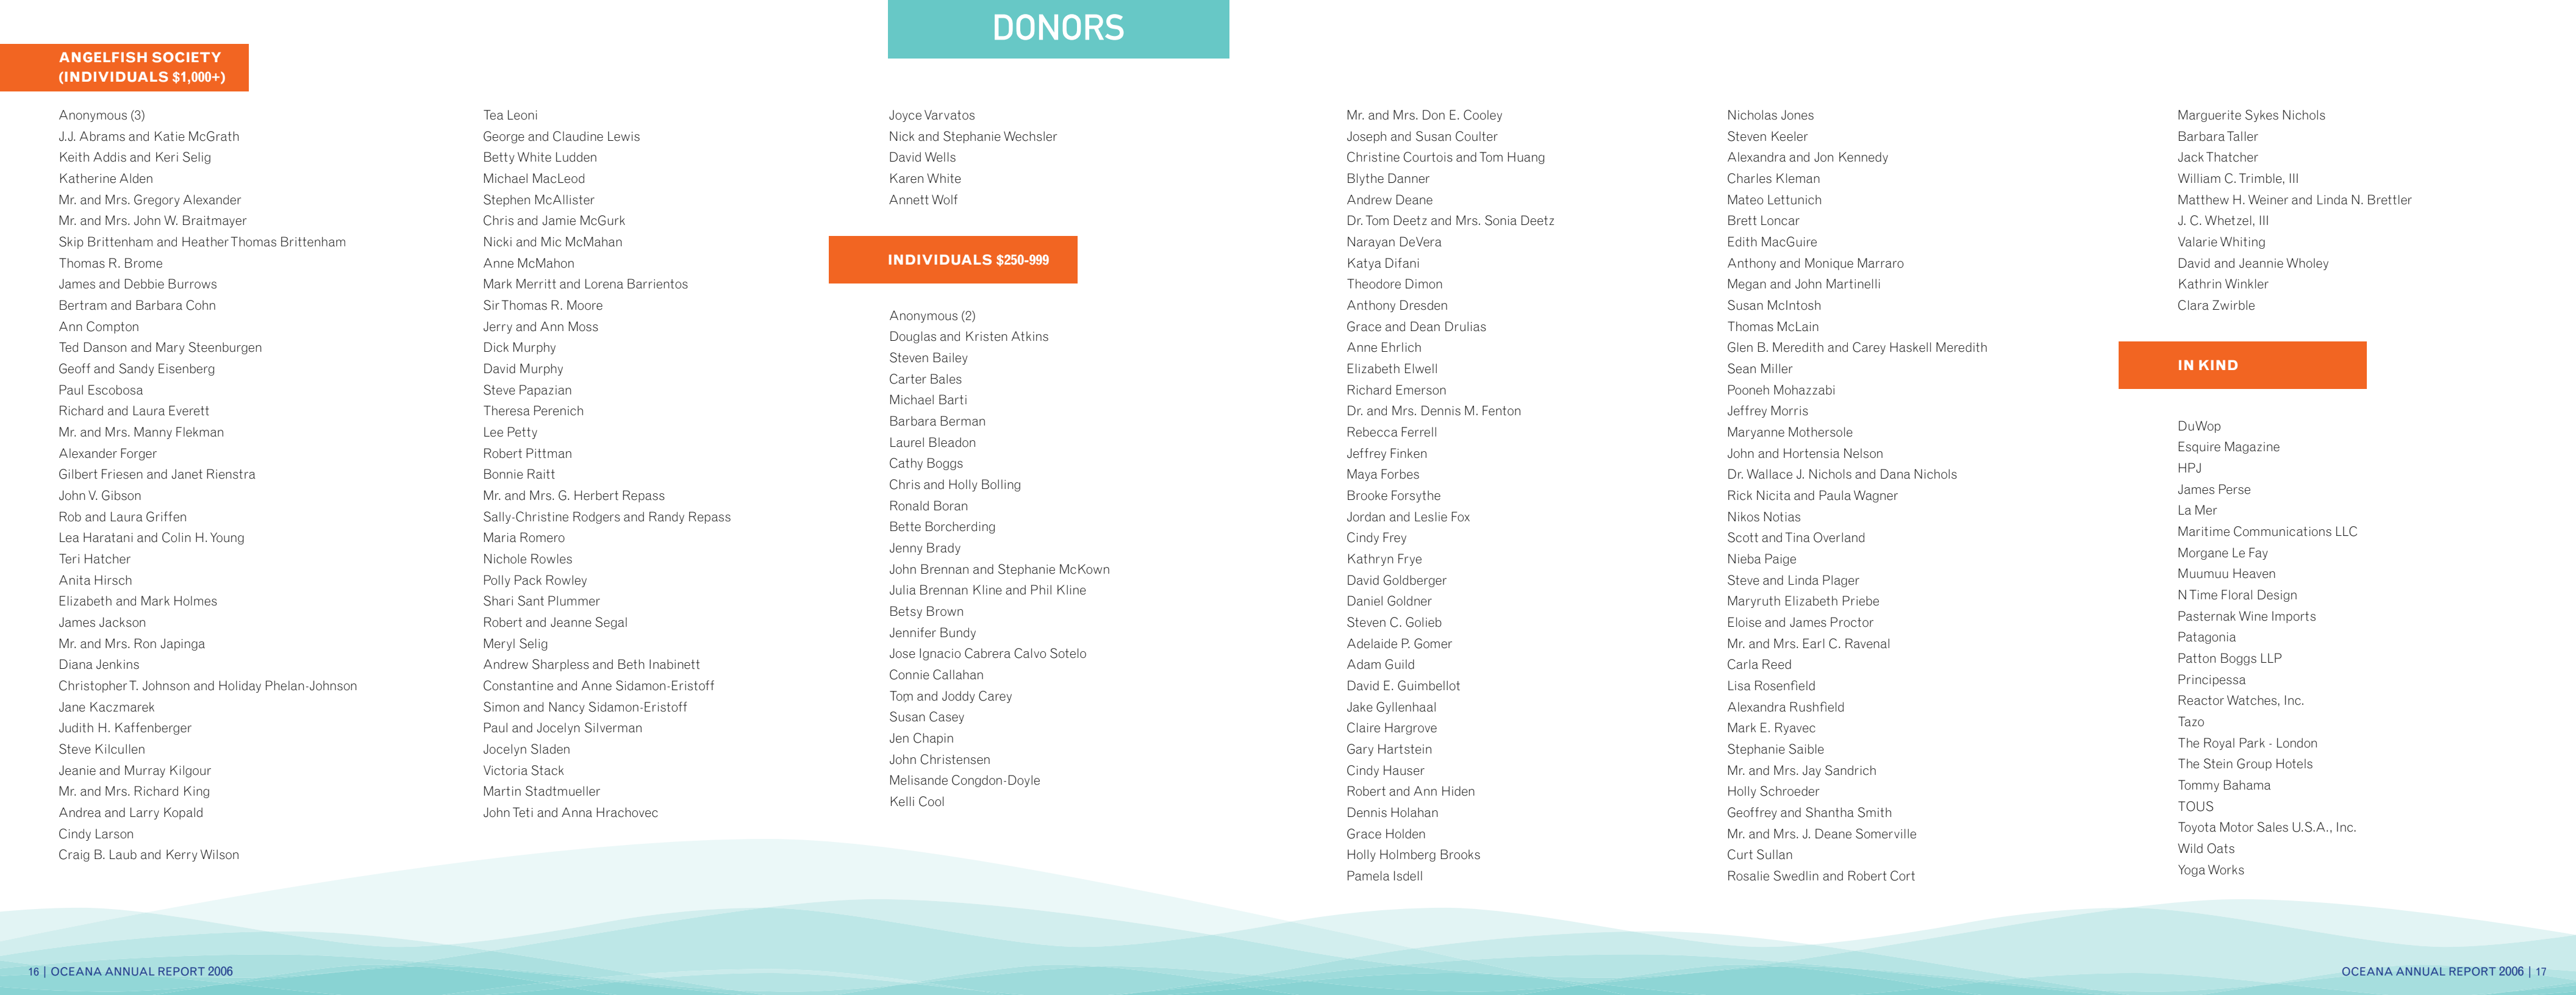 DONORS
ANGELFISH SOCIETY
(INDIVIDUALS $1,000+)
Anonymous (3)
J.J. Abrams and Katie McGrath
Keith Addis and Keri Selig
Katherine Alden
Mr. and Mrs. Gregory Alexander
Mr. and Mrs. John W. Braitmayer
Skip Brittenham and Heather Thomas Brittenham
Thomas R. Brome
James and Debbie Burrows
Bertram and Barbara Cohn
Ann Compton
Ted Danson and Mary Steenburgen
Geoff and Sandy Eisenberg
Paul Escobosa
Richard and Laura Everett
Mr. and Mrs. Manny Flekman
Alexander Forger
Gilbert Friesen and Janet Rienstra
John V. Gibson
Rob and Laura Griffen
Lea Haratani and Colin H. Young
Teri Hatcher
Anita Hirsch
Elizabeth and Mark Holmes
James Jackson
Mr. and Mrs. Ron Japinga
Diana Jenkins
Christopher T. Johnson and Holiday Phelan-Johnson
Jane Kaczmarek
Judith H. Kaffenberger
Steve Kilcullen
Jeanie and Murray Kilgour
Mr. and Mrs. Richard King
Andrea and Larry Kopald
Cindy Larson
Craig B. Laub and Kerry Wilson
Tea Leoni
George and Claudine Lewis
Betty White Ludden
Michael MacLeod
Stephen McAllister
Chris and Jamie McGurk
Nicki and Mic McMahan
Anne McMahon
Mark Merritt and Lorena Barrientos
Sir Thomas R. Moore
Jerry and Ann Moss
Dick Murphy
David Murphy
Steve Papazian
Theresa Perenich
Lee Petty
Robert Pittman
Bonnie Raitt
Mr. and Mrs. G. Herbert Repass
Sally-Christine Rodgers and Randy Repass
Maria Romero
Nichole Rowles
Polly Pack Rowley
Shari Sant Plummer
Robert and Jeanne Segal
Meryl Selig
Andrew Sharpless and Beth Inabinett
Constantine and Anne Sidamon-Eristoff
Simon and Nancy Sidamon-Eristoff
Paul and Jocelyn Silverman
Jocelyn Sladen
Victoria Stack
Martin Stadtmueller
John Teti and Anna Hrachovec
Joyce Varvatos
Nick and Stephanie Wechsler
David Wells
Karen White
Annett Wolf
INDIVIDUALS $250-999
Anonymous (2)
Douglas and Kristen Atkins
Steven Bailey
Carter Bales
Michael Barti
Barbara Berman
Laurel Bleadon
Cathy Boggs
Chris and Holly Bolling
Ronald Boran
Bette Borcherding
Jenny Brady
John Brennan and Stephanie McKown
Julia Brennan Kline and Phil Kline
Betsy Brown
Jennifer Bundy
Jose Ignacio Cabrera Calvo Sotelo
Connie Callahan
Tom and Joddy Carey
Susan Casey
Jen Chapin
John Christensen
Melisande Congdon-Doyle
Kelli Cool
Mr. and Mrs. Don E. Cooley
Joseph and Susan Coulter
Christine Courtois and Tom Huang
Blythe Danner
Andrew Deane
Dr. Tom Deetz and Mrs. Sonia Deetz
Narayan DeVera
Katya Difani
Theodore Dimon
Anthony Dresden
Grace and Dean Drulias
Anne Ehrlich
Elizabeth Elwell
Richard Emerson
Dr. and Mrs. Dennis M. Fenton
Rebecca Ferrell
Jeffrey Finken
Maya Forbes
Brooke Forsythe
Jordan and Leslie Fox
Cindy Frey
Kathryn Frye
David Goldberger
Daniel Goldner
Steven C. Golieb
Adelaide P. Gomer
Adam Guild
David E. Guimbellot
Jake Gyllenhaal
Claire Hargrove
Gary Hartstein
Cindy Hauser
Robert and Ann Hiden
Dennis Holahan
Grace Holden
Holly Holmberg Brooks
Pamela Isdell
Nicholas Jones
Steven Keeler
Alexandra and Jon Kennedy
Charles Kleman
Mateo Lettunich
Brett Loncar
Edith MacGuire
Anthony and Monique Marraro
Megan and John Martinelli
Susan McIntosh
Thomas McLain
Glen B. Meredith and Carey Haskell Meredith
Sean Miller
Pooneh Mohazzabi
Jeffrey Morris
Maryanne Mothersole
John and Hortensia Nelson
Dr. Wallace J. Nichols and Dana Nichols
Rick Nicita and Paula Wagner
Nikos Notias
Scott and Tina Overland
Nieba Paige
Steve and Linda Plager
Maryruth Elizabeth Priebe
Eloise and James Proctor
Mr. and Mrs. Earl C. Ravenal
Carla Reed
Lisa Rosenfield
Alexandra Rushfield
Mark E. Ryavec
Stephanie Saible
Mr. and Mrs. Jay Sandrich
Holly Schroeder
Geoffrey and Shantha Smith
Mr. and Mrs. J. Deane Somerville
Curt Sullan
Rosalie Swedlin and Robert Cort
Marguerite Sykes Nichols
Barbara Taller
Jack Thatcher
William C. Trimble, III
Matthew H. Weiner and Linda N. Brettler
J. C. Whetzel, III
Valarie Whiting
David and Jeannie Wholey
Kathrin Winkler
Clara Zwirble
IN KIND
DuWop
Esquire Magazine
HPJ
James Perse
La Mer
Maritime Communications LLC
Morgane Le Fay
Muumuu Heaven
N Time Floral Design
Pasternak Wine Imports
Patagonia
Patton Boggs LLP
Principessa
Reactor Watches, Inc.
Tazo
The Royal Park - London
The Stein Group Hotels
Tommy Bahama
TOUS
Toyota Motor Sales U.S.A., Inc.
Wild Oats
Yoga Works
16 | OCEANA ANNUAL REPORT 2006
OCEANA ANNUAL REPORT 2006 | 17